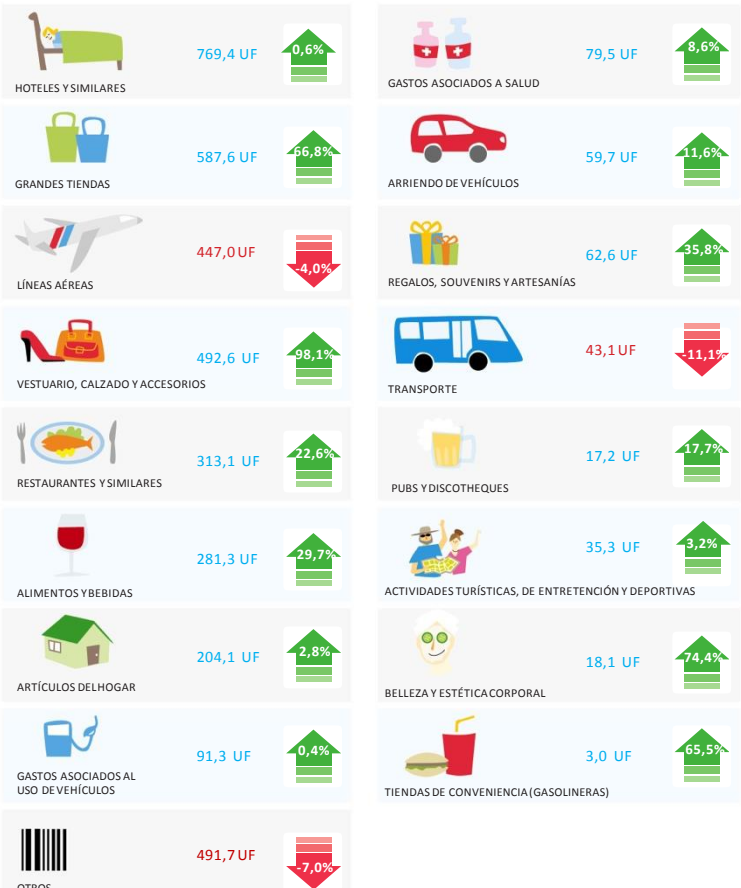 769,4 UF
0,6%
HOTELES Y SIMILARES
587,6 UF
66,8%
GRANDES TIENDAS
447,0 UF
-4,0%
LÍNEAS AÉREAS
492,6 UF
98,1%
VESTUARIO, CALZADO Y ACCESORIOS
313,1 UF
22,6%
RESTAURANTES Y SIMILARES
281,3 UF
29,7%
ALIMENTOS Y BEBIDAS
204,1 UF
2,8%
ARTÍCULOS DEL HOGAR
91,3 UF
0,4%
GASTOS ASOCIADOS AL
USO DE VEHÍCULOS
491,7 UF
-7,0%
OTROS
79,5 UF
8,6%
GASTOS ASOCIADOS A SALUD
59,7 UF
11,6%
ARRIENDO DE VEHÍCULOS
62,6 UF
35,8%
REGALOS, SOUVENIRS Y ARTESANÍAS
43,1 UF
-11,1%
TRANSPORTE
17,2 UF
17,7%
PUBS Y DISCOTHEQUES
35,3 UF
3,2%
ACTIVIDADES TURÍSTICAS, DE ENTRETENCIÓN Y DEPORTIVAS
18,1 UF
74,4%
BELLEZA Y ESTÉTICA CORPORAL
3,0 UF
65,5%
TIENDAS DE CONVENIENCIA (GASOLINERAS)